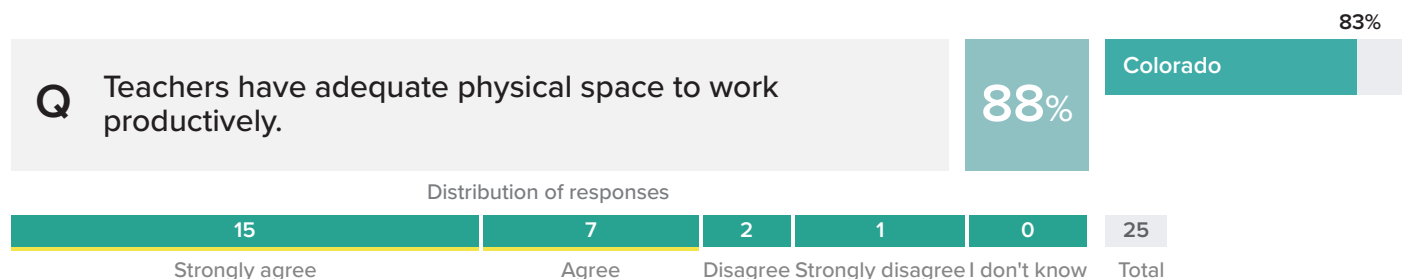 83%
Q Teachers have adequate physical space to work
productively.
88%
Colorado
Distribution of responses
15 7 2 1 0 25
Strongly agree Agree Disagree Strongly disagree I don't know Total